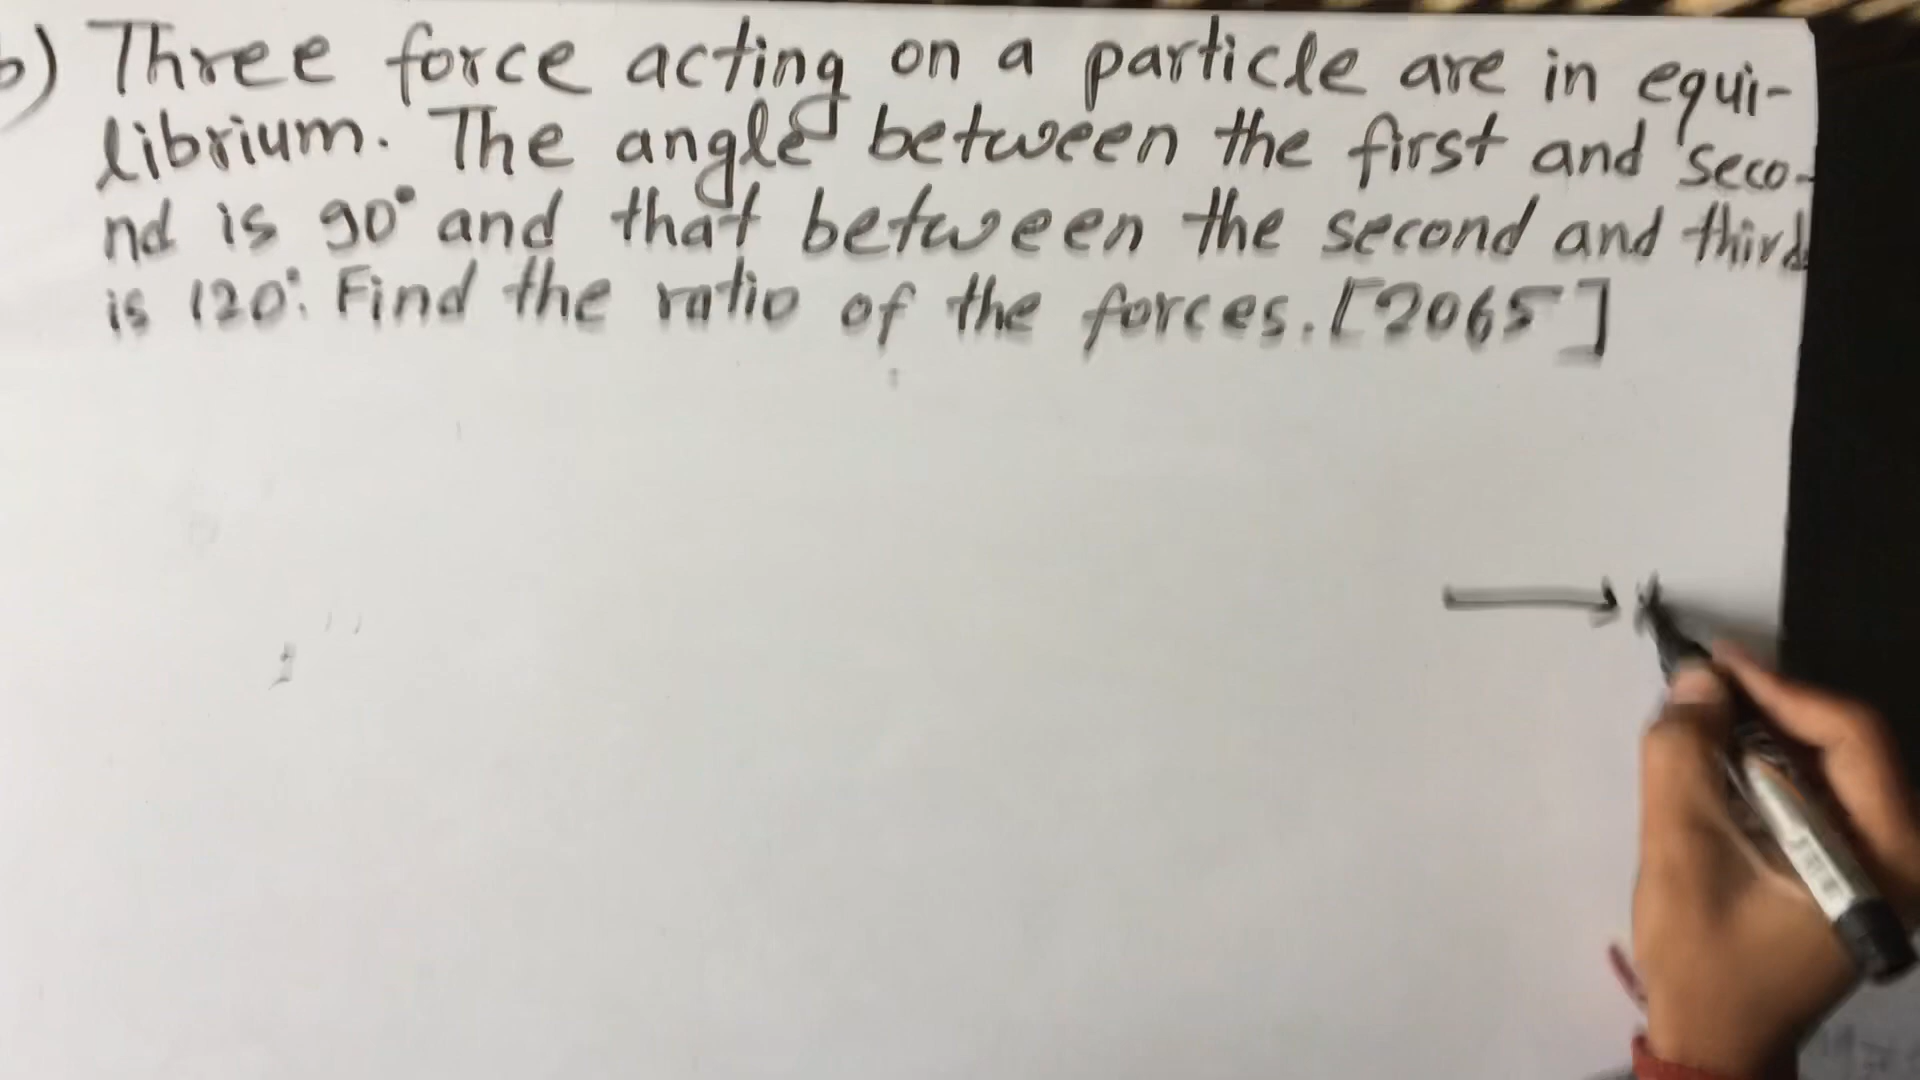 b) Three force acting on a particle are in equi-
librium. The angle between the first and seco-
nd is 90° and that between the second and third
is 120°. Find the ratio of the forces. [2065]